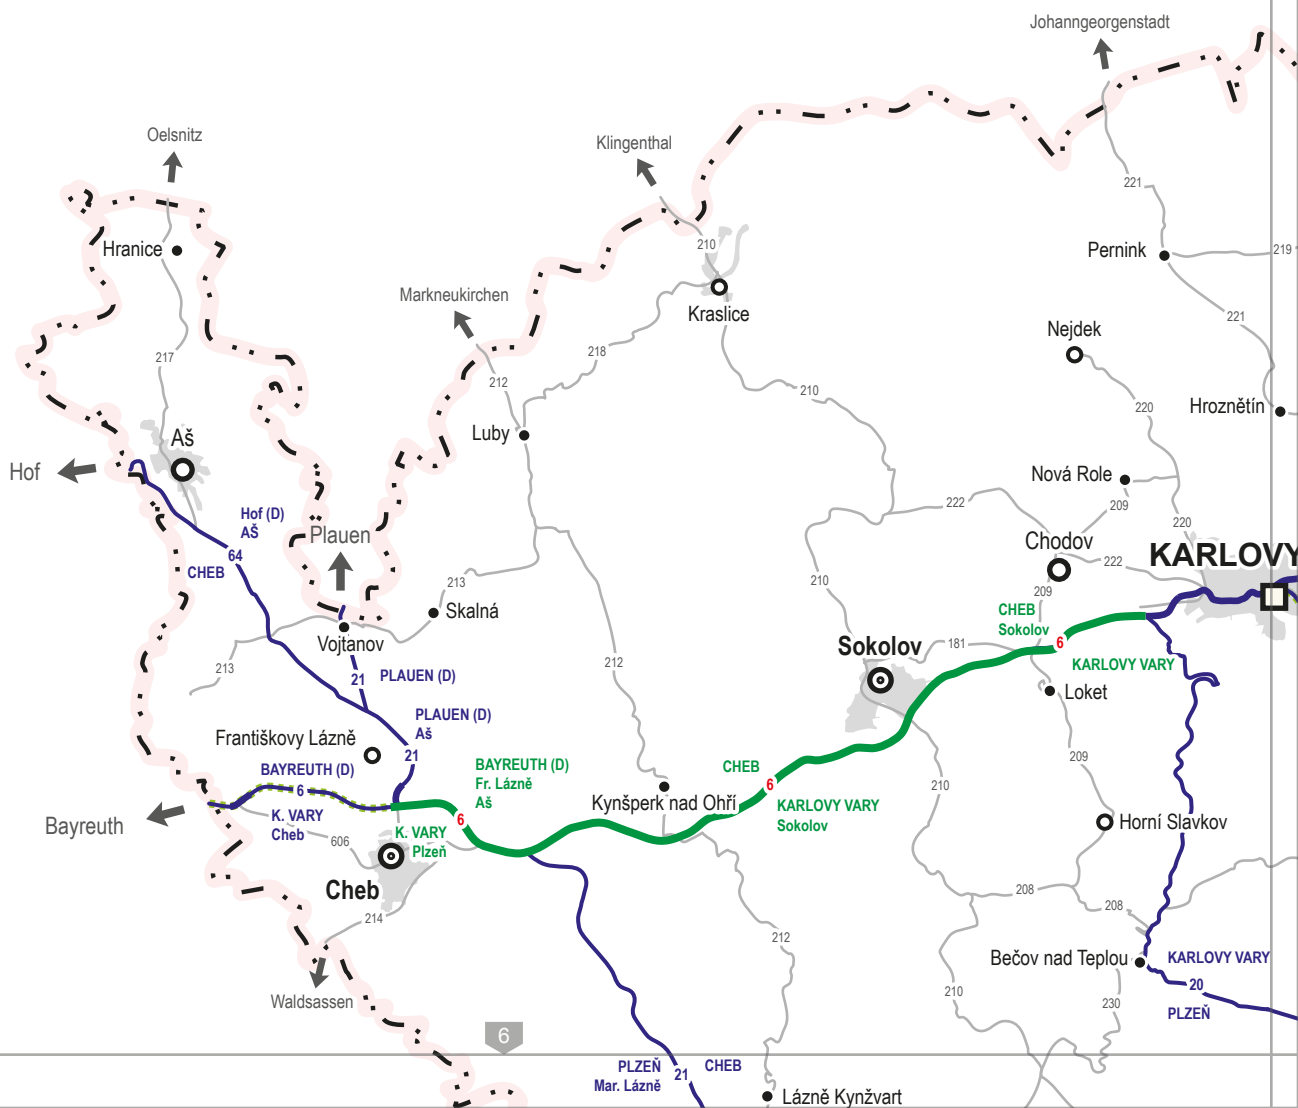 Johanngeorgenstadt
Oelsnitz
Klingenthal
221
210
Hranice
Pernink
219
Markneukirchen
Kraslice
221
Nejdek
217
218
212
210
Hroznětín
220
Aš
Luby
Hof
Nová Role
222
209
Hof (D)
AŠ
220
Plauen
Chodov
KARLOVY
64
222
CHEB
213
210
209
Skalná
CHEB
Sokolov
Vojtanov
6
181
Sokolov
213
212
KARLOVY VARY
21
PLAUEN (D)
Loket
PLAUEN (D)
Aš
Františkovy Lázně
21
209
BAYREUTH (D)
BAYREUTH (D)
Fr. Lázně
Aš
CHEB
6
6
210
Kynšperk nad Ohří
KARLOVY VARY
Sokolov
K. VARY
Cheb
6
Bayreuth
K. VARY
Plzeň
606
Horní Slavkov
Cheb
208
208
214
212
Bečov nad Teplou
KARLOVY VARY
20
PLZEŇ
210
230
Waldsassen
6
PLZEŇ
Mar. Lázně
21
CHEB
Lázně Kynžvart